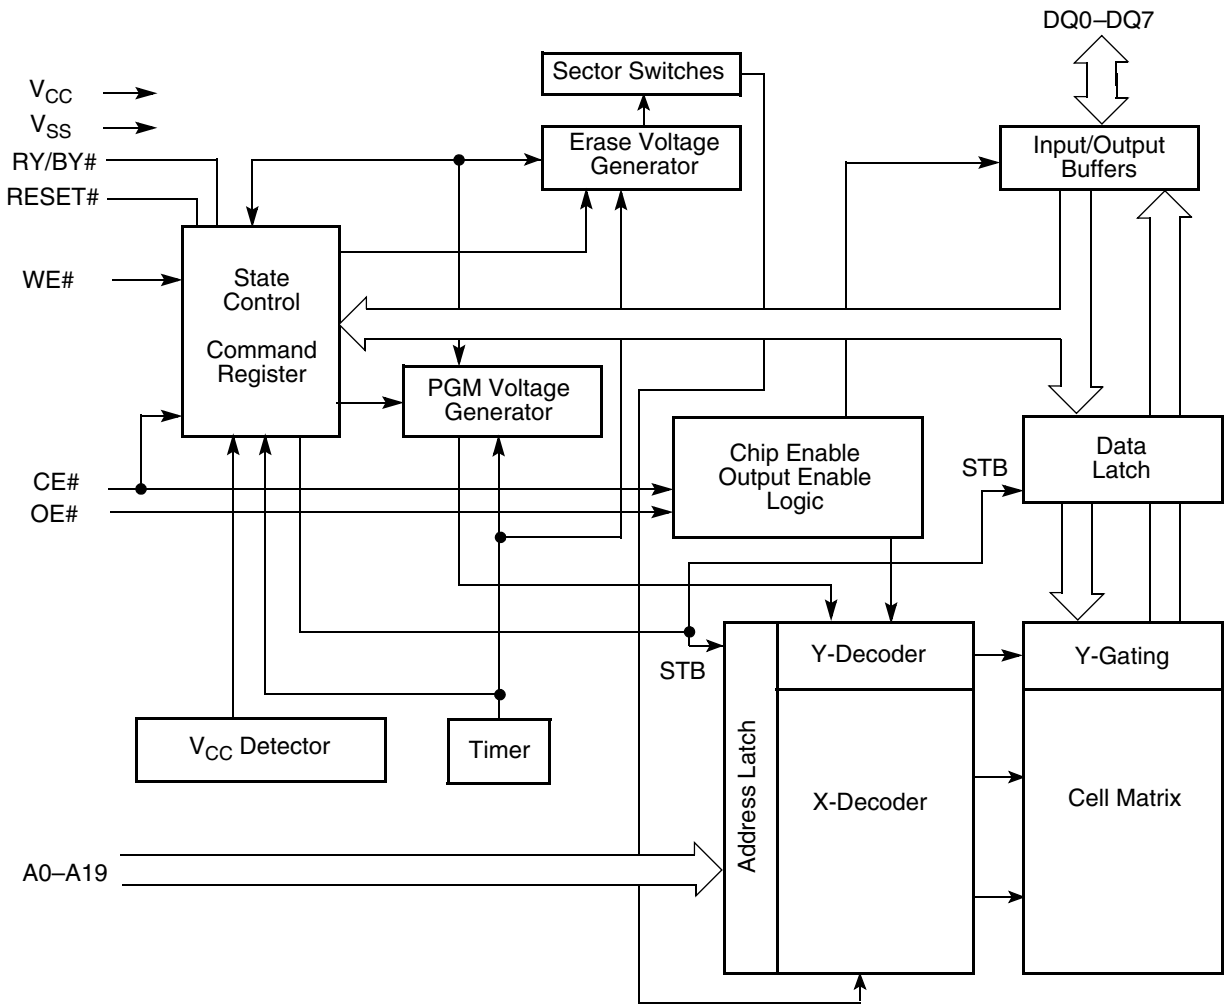 DQ0–DQ7
Sector Switches
VCC
VSS
RY/BY#
RESET#
Erase Voltage
Generator
Input/Output
Buffers
WE#
State
Control
Command
Register
PGM Voltage
Generator
Chip Enable
Output Enable
Logic
Data
Latch
STB
CE#
OE#
STB
Y-Decoder
Y-Gating
VCC Detector
Timer
Address Latch
X-Decoder
Cell Matrix
A0–A19